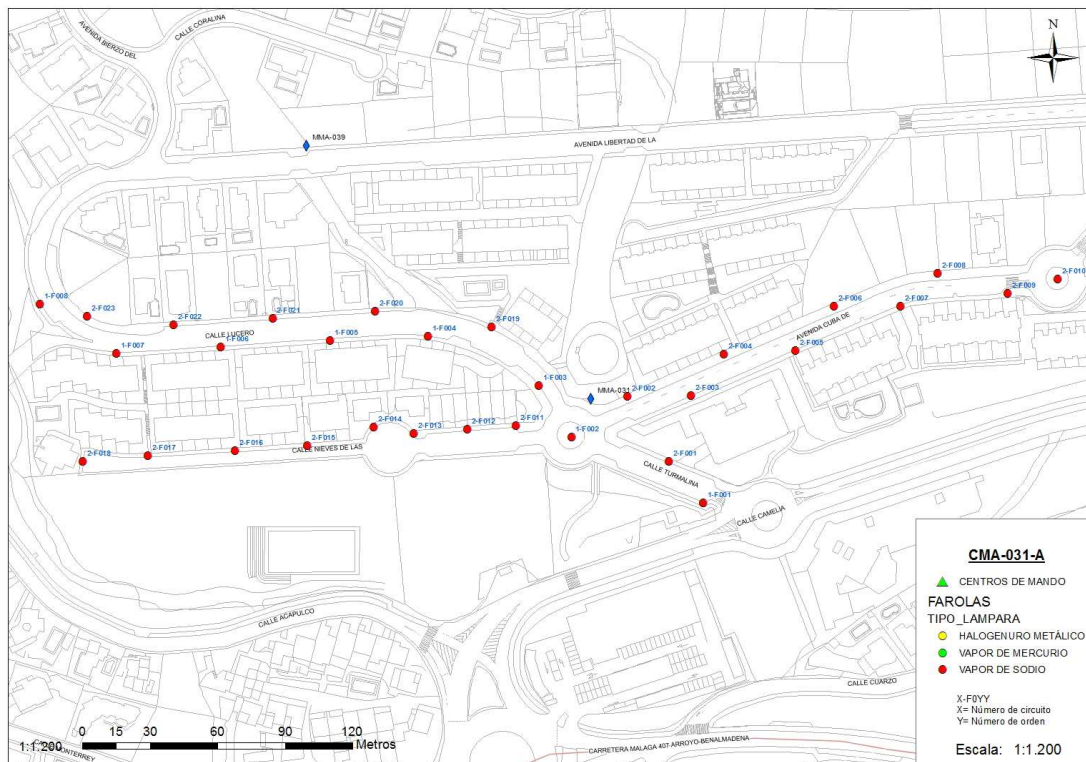 AVENIDA BIERZO DEL
CALLE CORALINA
N
MMA-039
AVENIDA LIBERTAD DE LA
1-F008
2-F023
2-F022
2-F021
2-F020
2-F019
CALLE LUCERO
1-F007
1-F006
1-F005
1-F004
1-F003
2-F008
2-F010
2-F009
2-F006
2-F007
AVENIDA CUBA DE
2-F004
2-F005
MMA-031
2-F002
2-F003
2-F014
2-F013
2-F012
2-F011
1-F002
2-F018
2-F017
2-F016
2-F015
CALLE NIEVES DE LAS
2-F001
CALLE TURMALINA
1-F001
CALLE CAMELIA
CALLE ACAPULCO
CALLE CUARZO
CARRETERA MALAGA 407 ARROYO-BENALMADENA
1:1.200
0 15 30 60 90 120
Metros
CMA-031-A
CENTROS DE MANDO
FAROLAS
TIPO_LAMPARA
HALOGENURO METÁLICO
VAPOR DE MERCURIO
VAPOR DE SODIO
X-F0YY
X= Número de circuito
Y= Número de orden
Escala: 1:1.200